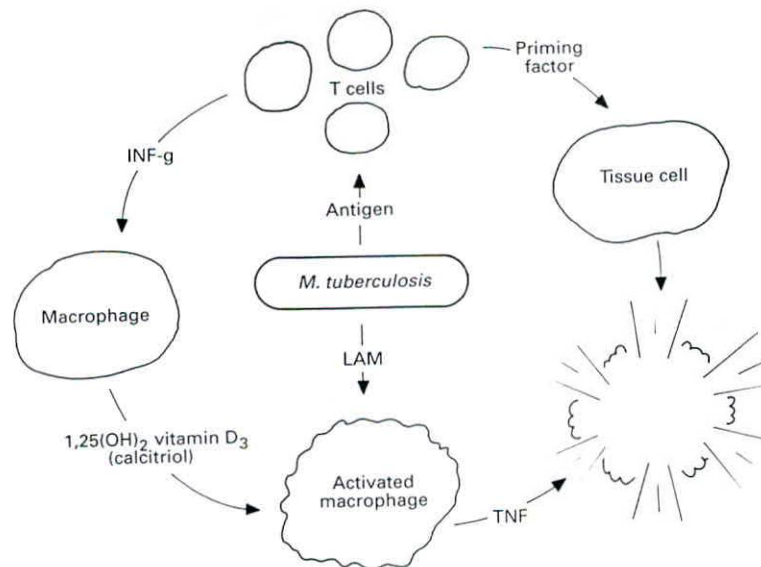 Priming
factor
T cells
INF-g
Tissue cell
Antigen
M. tuberculosis
Macrophage
LAM
1,25(OH)₂ vitamin D₃
(calcitriol)
Activated
macrophage
TNF